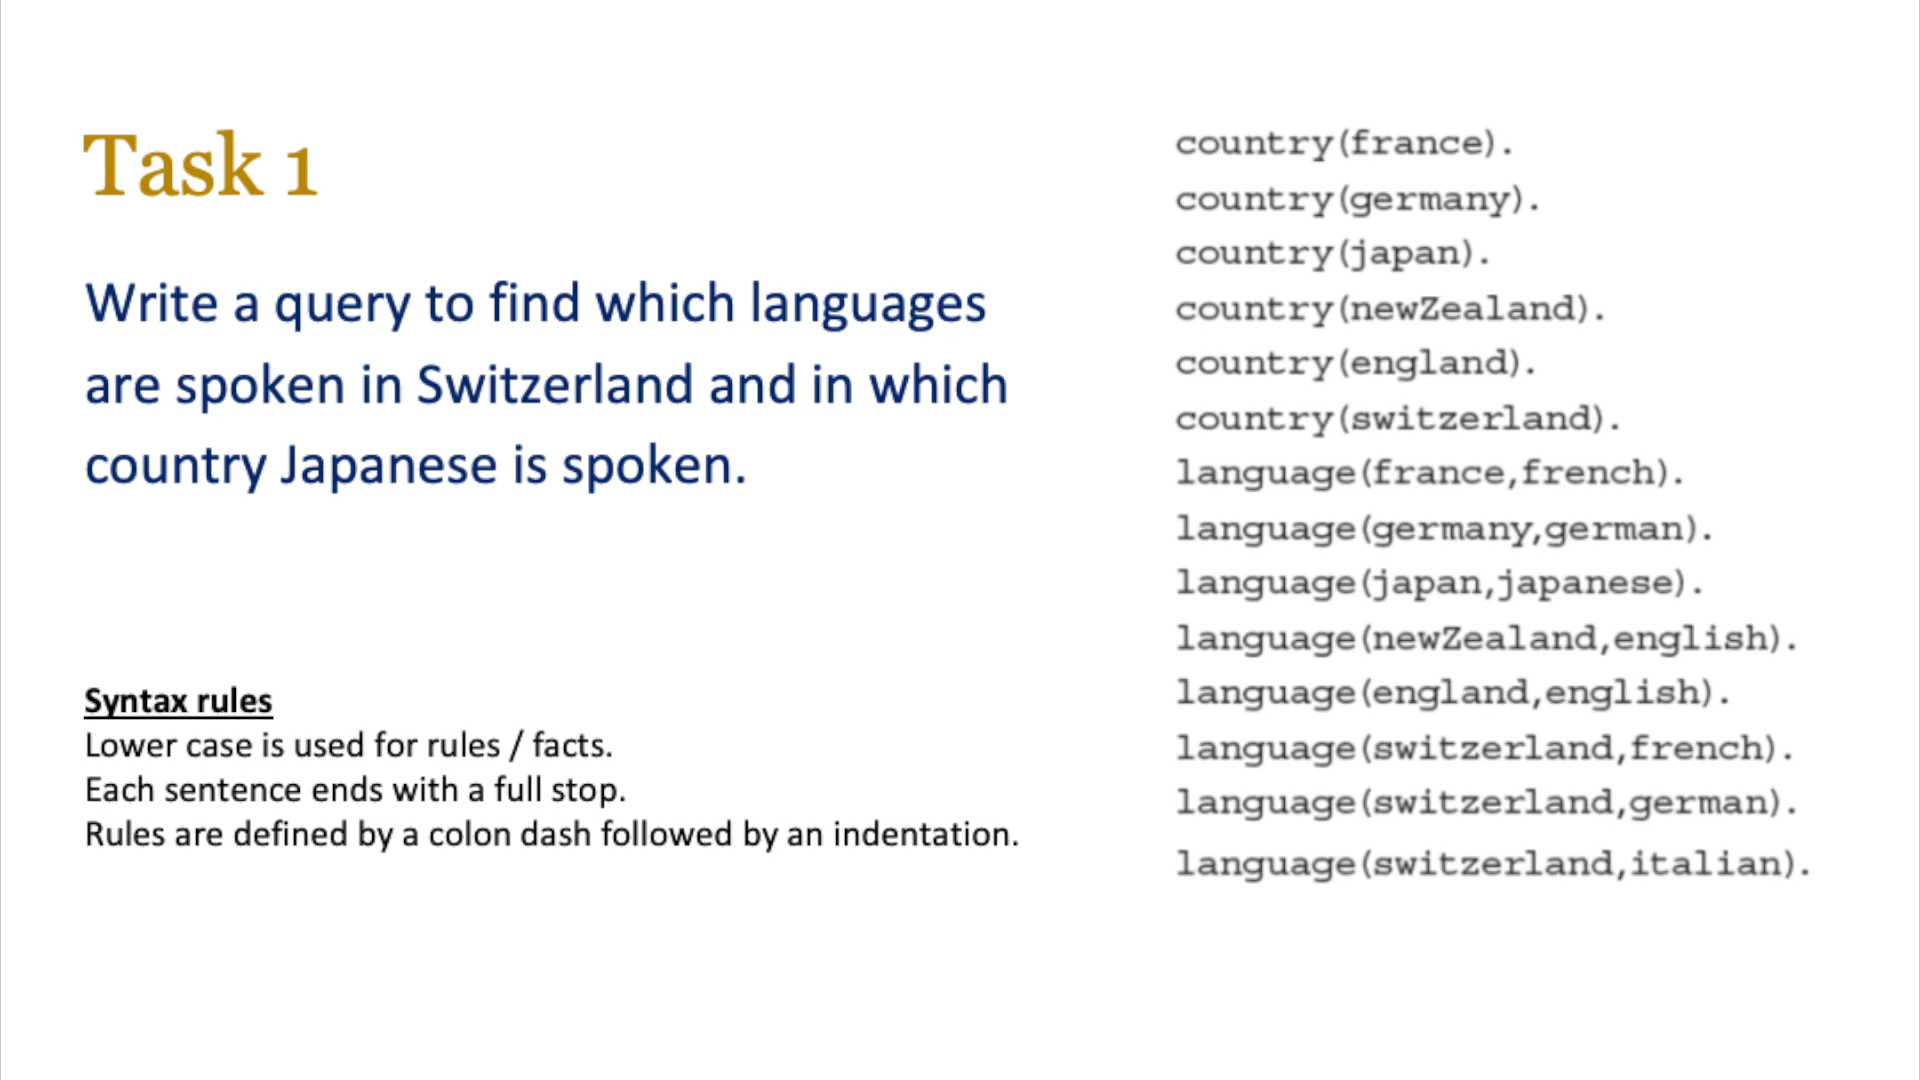 Task 1
Write a query to find which languages
are spoken in Switzerland and in which
country Japanese is spoken.
Syntax rules
Lower case is used for rules / facts.
Each sentence ends with a full stop.
Rules are defined by a colon dash followed by an indentation.
country(france).
country(germany).
country(japan).
country(newZealand).
country(england).
country(switzerland).
language(france,french).
language(germany,german).
language(japan,japanese).
language(newZealand,english).
language(england,english).
language(switzerland,french).
language(switzerland,german).
language(switzerland,italian).